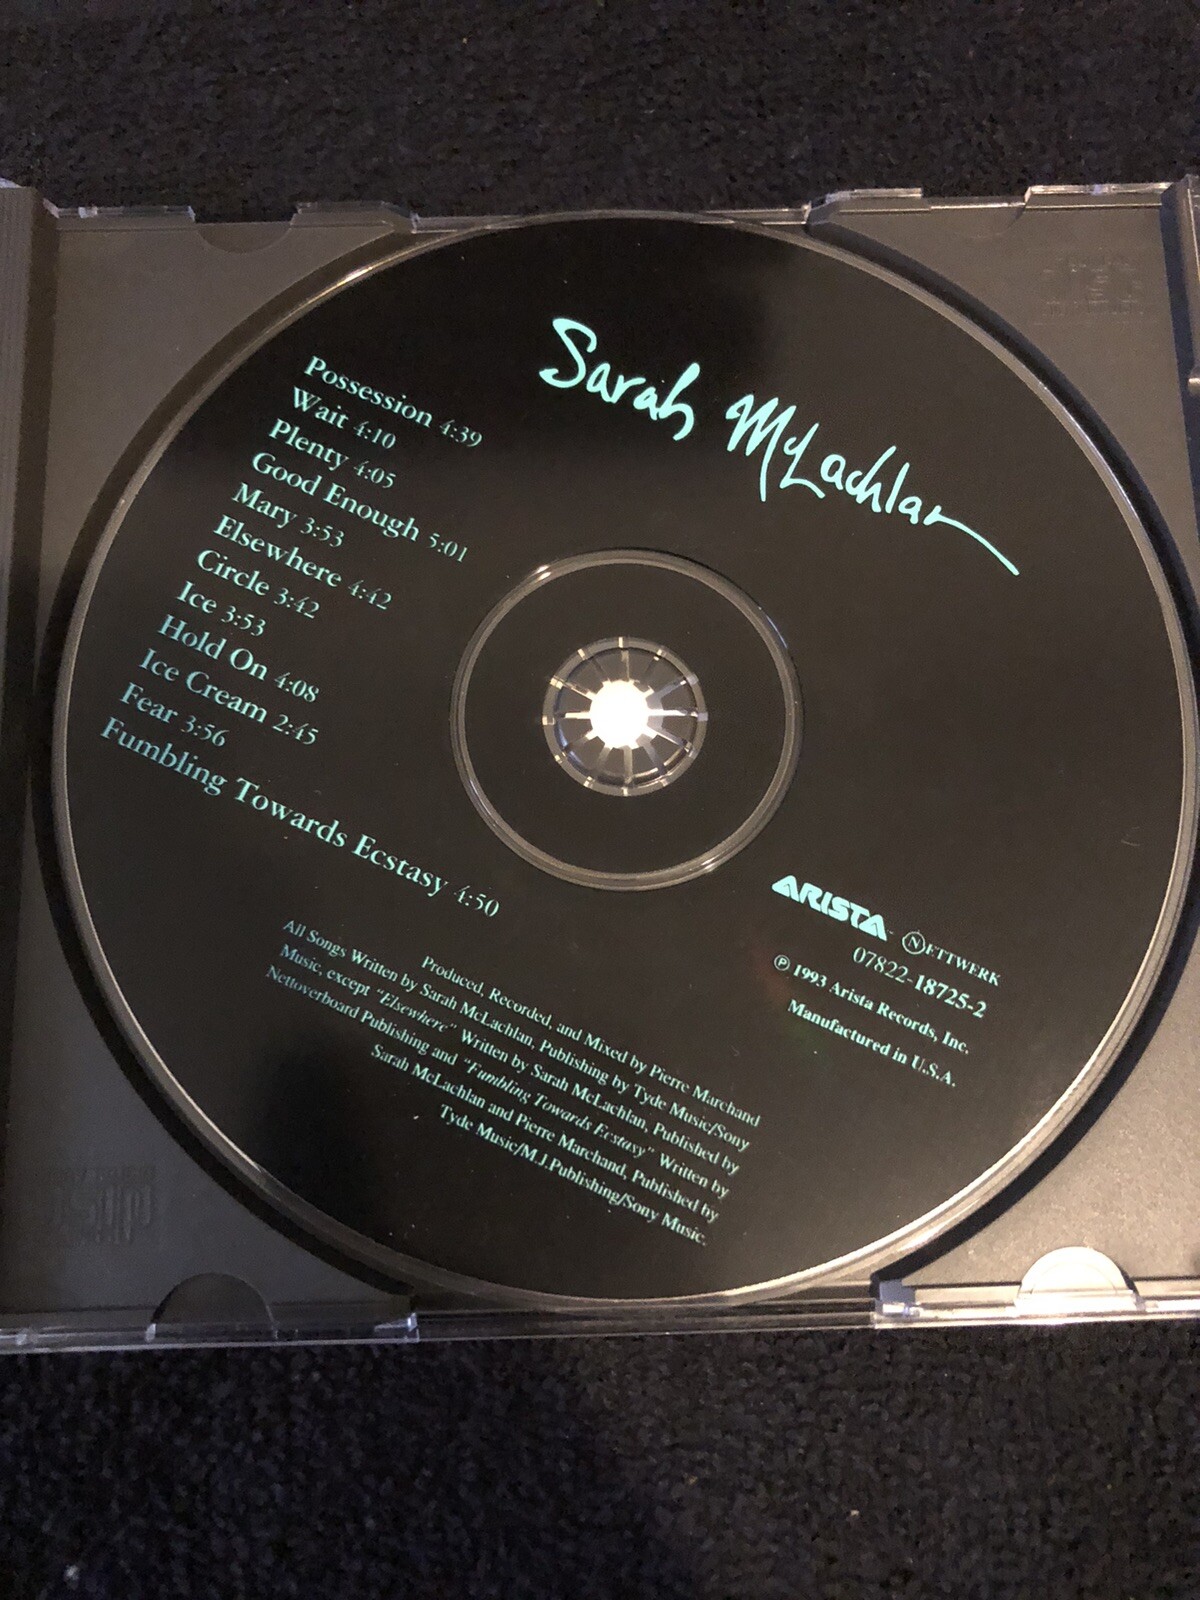 Sarah McLachlan
Possession 4:39
Wait 4:10
Plenty 4:05
Good Enough 5:01
Mary 3:53
Elsewhere 4:42
Circle 3:42
Ice 3:53
Hold On 4:08
Ice Cream 2:45
Fear 3:56
Fumbling Towards Ecstasy 4:50
ARISTA NETTWERK
07822-18725-2
℗ 1993 Arista Records, Inc.
Manufactured in U.S.A.
Produced, Recorded, and Mixed by Pierre Marchand
All Songs Written by Sarah McLachlan, Publishing by Tyde Music/Sony
Music, except "Elsewhere" Written by Sarah McLachlan, Published by
Nettoverboard Publishing and "Fumbling Towards Ecstasy" Written by
Sarah McLachlan and Pierre Marchand, Published by
Tyde Music/M.J.Publishing/Sony Music.